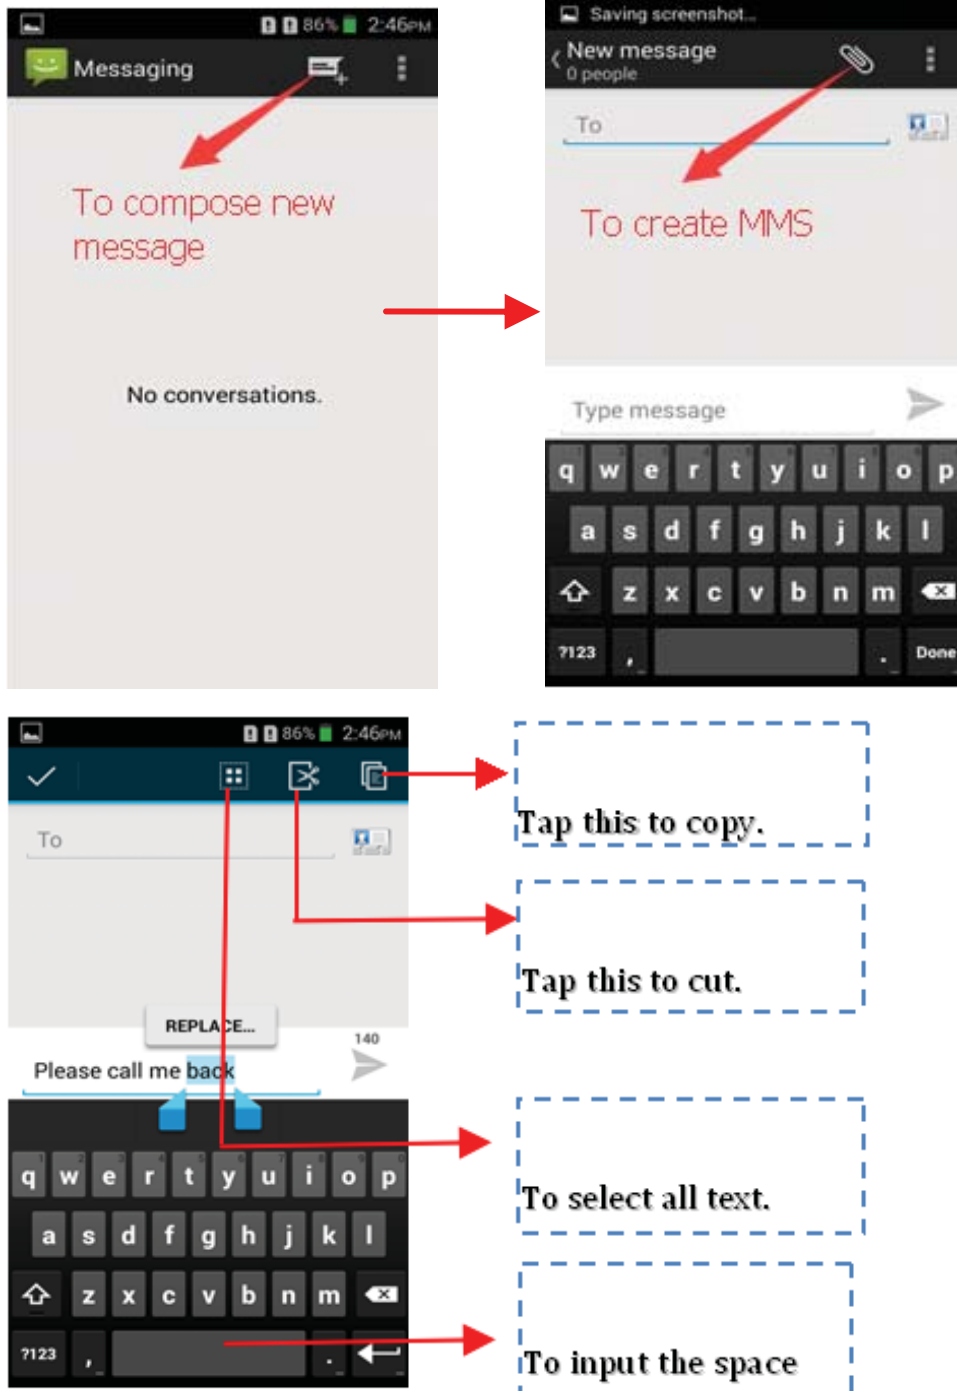 86% 2:46PM
Messaging
To compose new
message
No conversations.
Saving screenshot...
New message
0 people
To
To create MMS
Type message
q w e r t y u i o p
a s d f g h j k l
z x c v b n m
?123 , . Done
86% 2:46PM
To
REPLACE...
140
Please call me back
q w e r t y u i o p
a s d f g h j k l
z x c v b n m
?123 , .
Tap this to copy.
Tap this to cut.
To select all text.
To input the space